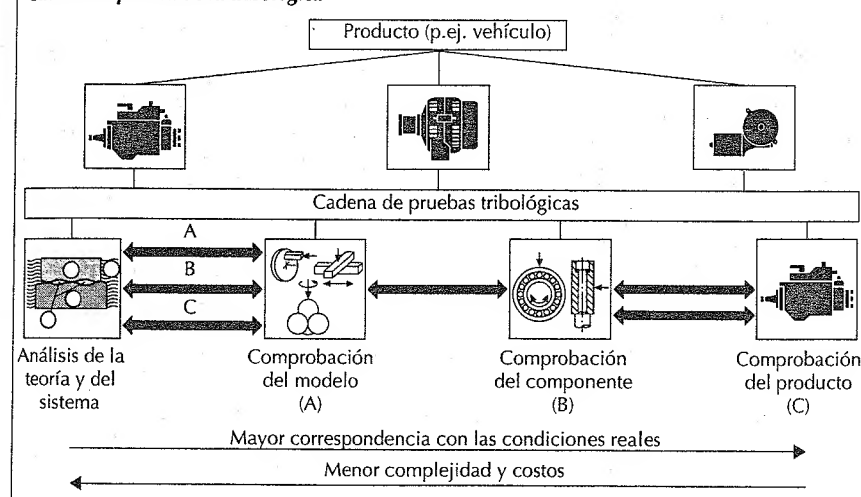 Producto (p.ej. vehículo)
Cadena de pruebas tribológicas
A
B
C
Análisis de la
teoría y del
sistema
Comprobación
del modelo
(A)
Comprobación
del componente
(B)
Comprobación
del producto
(C)
Mayor correspondencia con las condiciones reales
Menor complejidad y costos